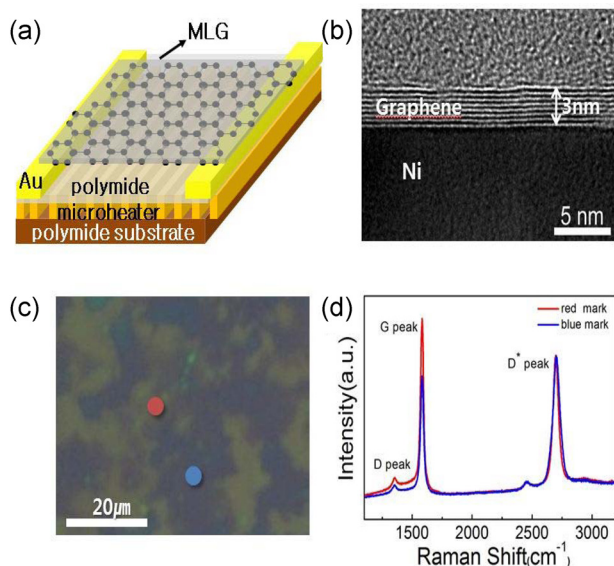 (a)
MLG
Au
polymide
microheater
polymide substrate
(b)
Graphene
3nm
Ni
5 nm
(c)
20μm
(d)
red mark
blue mark
G peak
D* peak
D peak
Intensity(a.u.)
1500 2000 2500 3000
Raman Shift(cm-1)